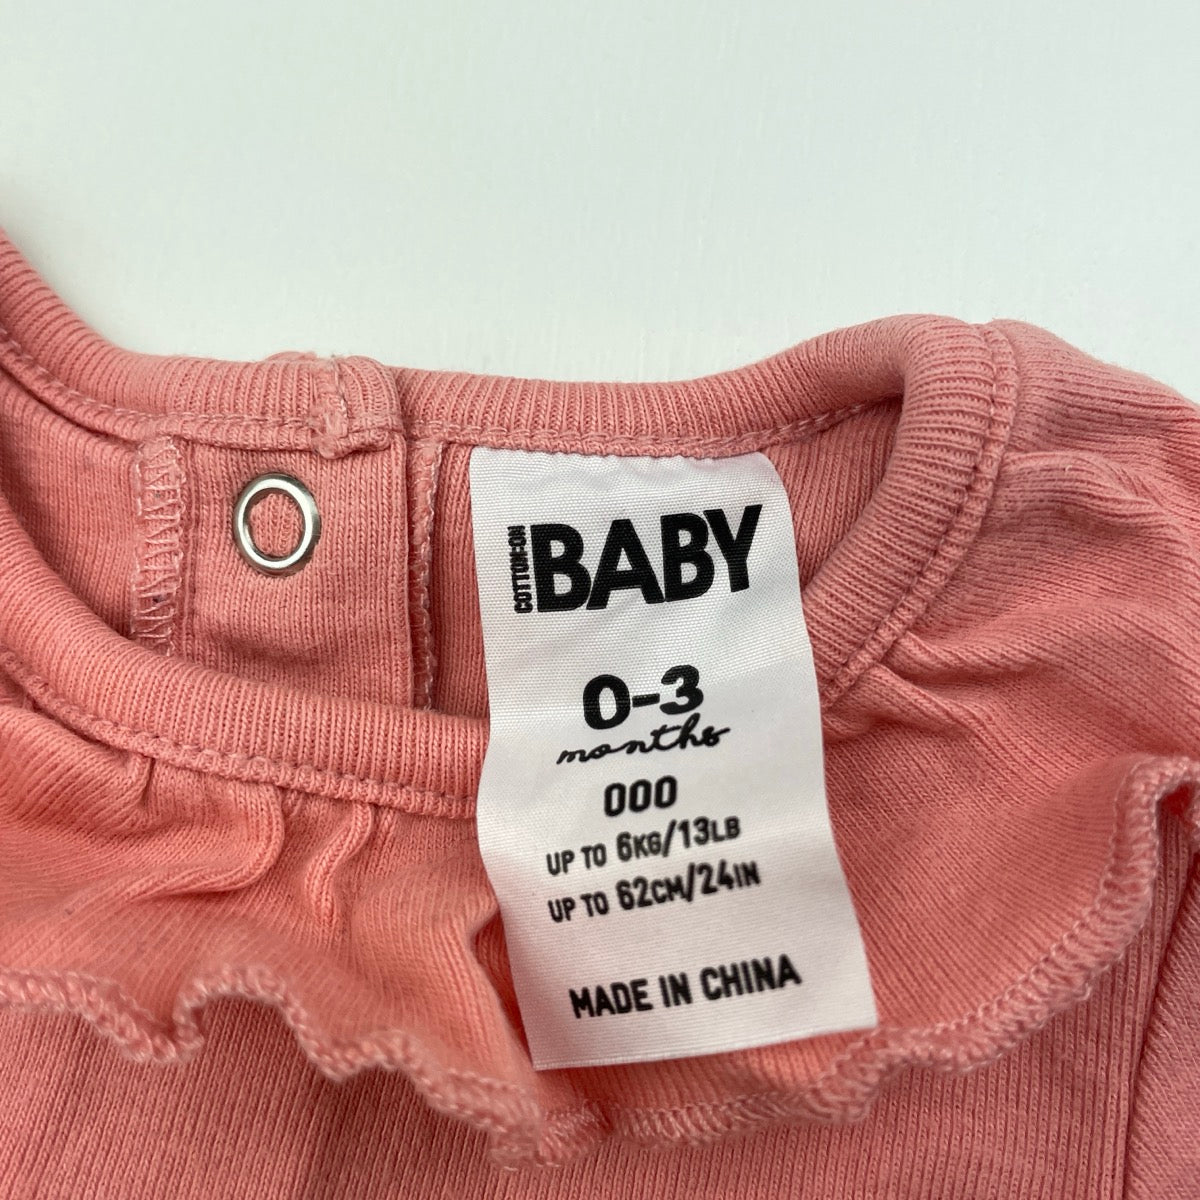 COTTON:ON
BABY
0-3
months
000
UP TO 6KG/13LB
UP TO 62CM/24IN
MADE IN CHINA